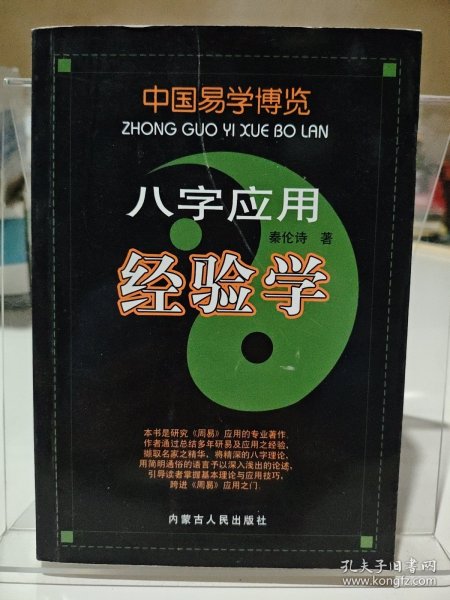 中国易学博览
ZHONG GUO YI XUE BO LAN
八字应用
秦伦诗 著
经验学
本书是研究《周易》应用的专业著作.
作者通过总结多年研易及应用之经验,
撷取名家之精华、将精深的八字理论,
用简明通俗的语言予以深入浅出的论述,
引导读者掌握基本理论与应用技巧,
跨进《周易》应用之门.
内蒙古人民出版社
孔夫子旧书网
www.kongfz.com